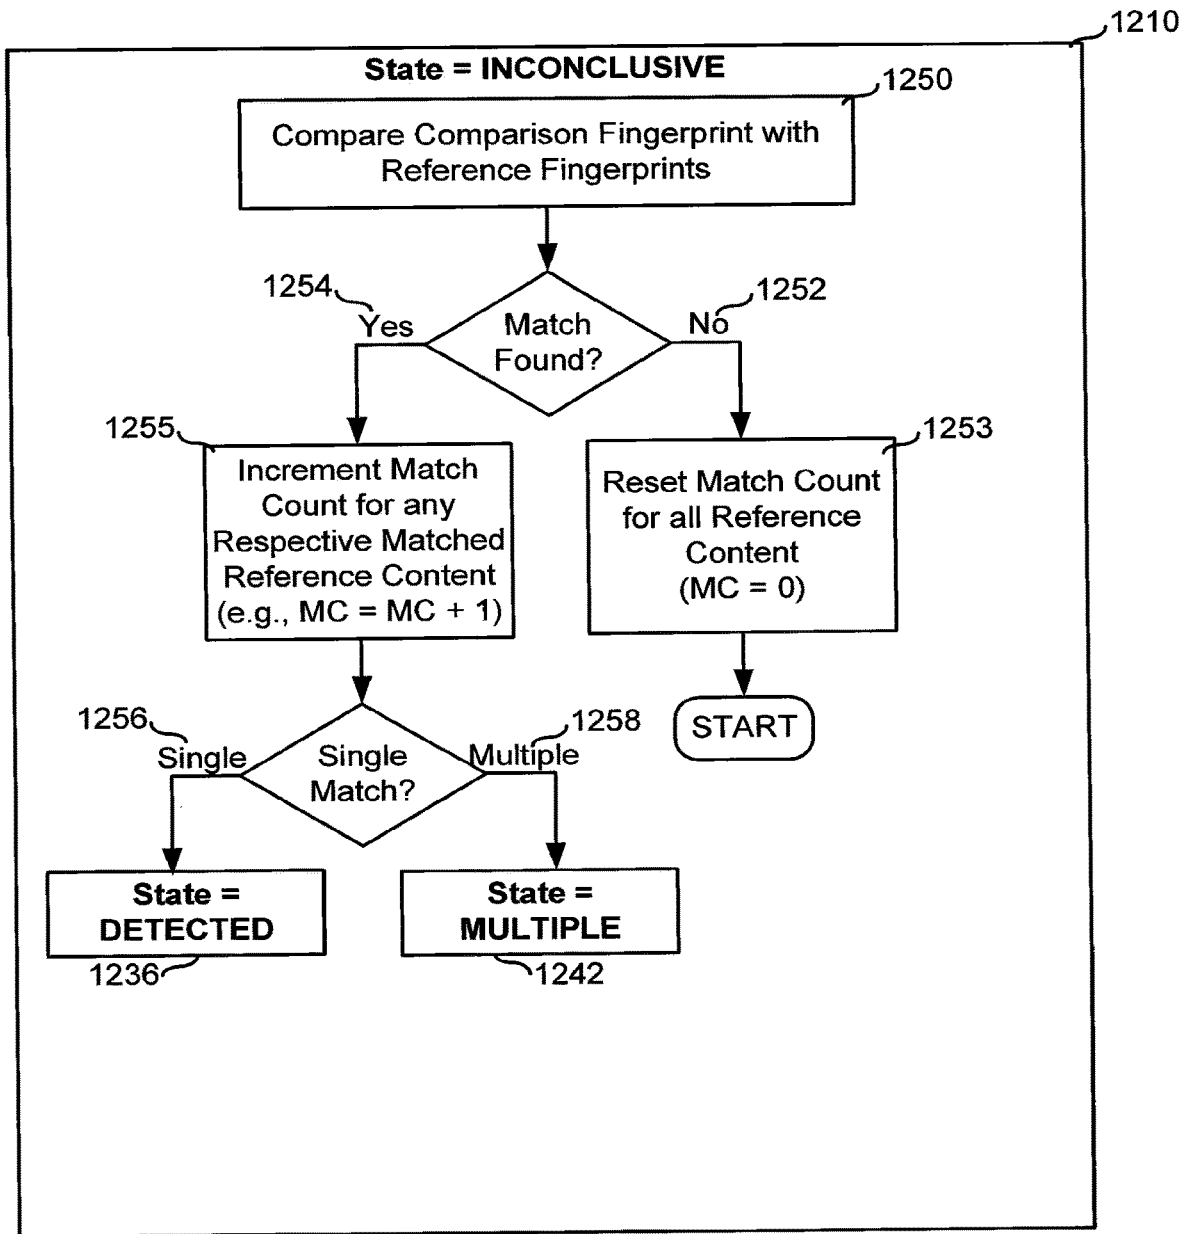 1210
State = INCONCLUSIVE
1250
Compare Comparison Fingerprint with
Reference Fingerprints
1254
Yes
1252
No
Match
Found?
1255
Increment Match
Count for any
Respective Matched
Reference Content
(e.g., MC = MC + 1)
1253
Reset Match Count
for all Reference
Content
(MC = 0)
START
1256
Single
1258
Multiple
Single
Match?
State =
DETECTED
1236
State =
MULTIPLE
1242